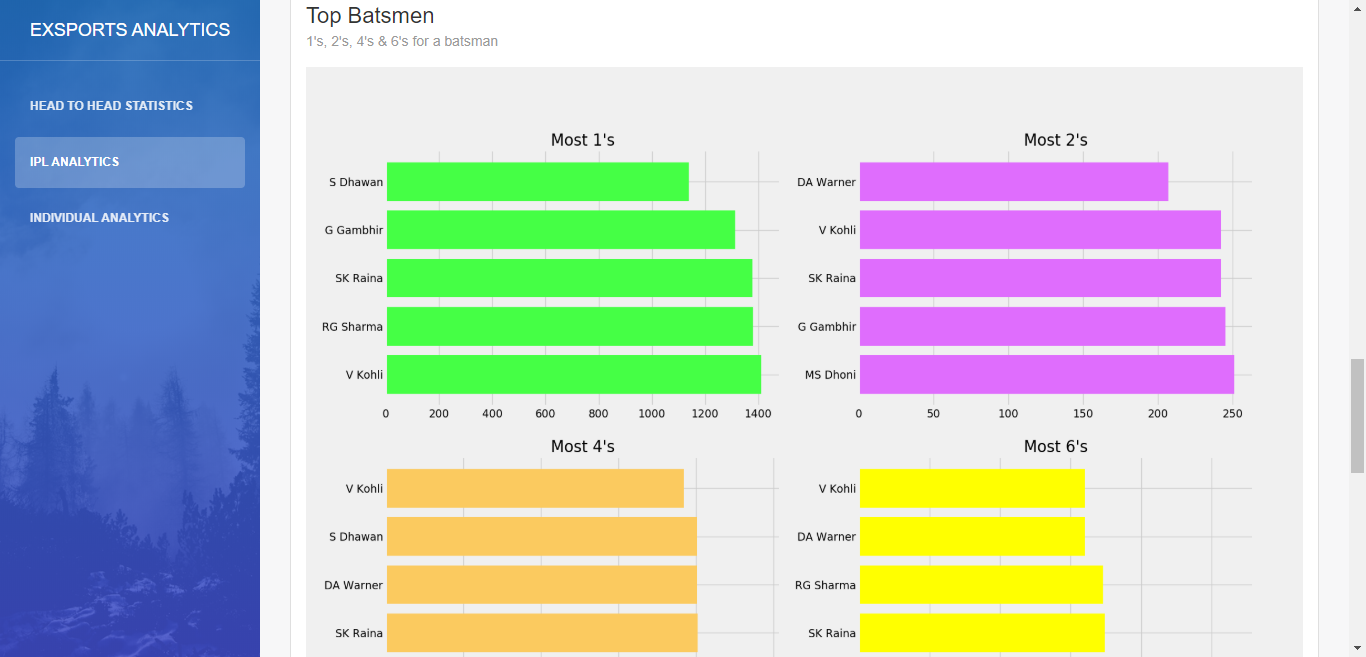 EXSPORTS ANALYTICS
HEAD TO HEAD STATISTICS
IPL ANALYTICS
INDIVIDUAL ANALYTICS
Top Batsmen
1's, 2's, 4's & 6's for a batsman
Most 1's
S Dhawan
G Gambhir
SK Raina
RG Sharma
V Kohli
0 200 400 600 800 1000 1200 1400
Most 2's
DA Warner
V Kohli
SK Raina
G Gambhir
MS Dhoni
0 50 100 150 200 250
Most 4's
V Kohli
S Dhawan
DA Warner
SK Raina
Most 6's
V Kohli
DA Warner
RG Sharma
SK Raina